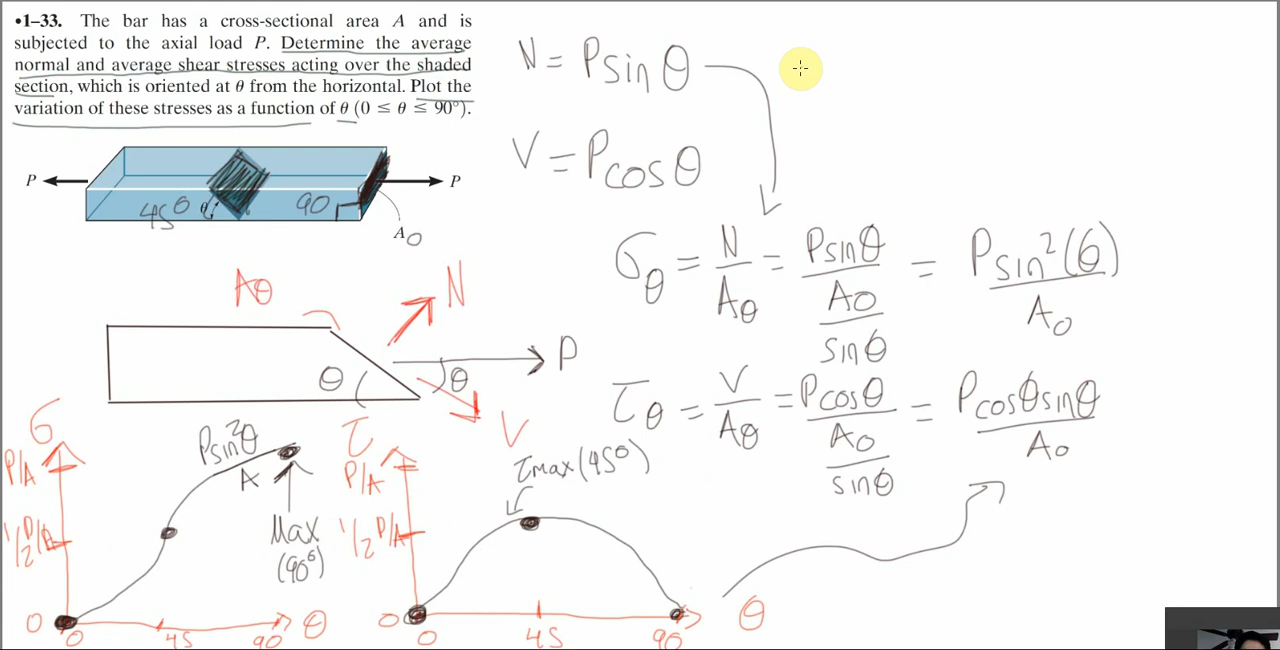 •1–33. The bar has a cross-sectional area A and is
subjected to the axial load P. Determine the average
normal and average shear stresses acting over the shaded
section, which is oriented at θ from the horizontal. Plot the
variation of these stresses as a function of θ (0 ≤ θ ≤ 90°).
N = P sin θ
V = P cos θ
P
P
45°
θ
90
A₀
σ_θ = N/A_θ = P sin θ/(A₀/sin θ) = P sin²(θ)/A₀
Aθ
N
θ
θ
P
V
τ_θ = V/A_θ = P cos θ/(A₀/sin θ) = P cos θ sin θ/A₀
σ
P/A
1/2 P/A
0
P sin²θ/A
Max
(90°)
0 45 90 θ
τ
P/A
1/2 P/A
0
τmax (45°)
0 45 90 θ